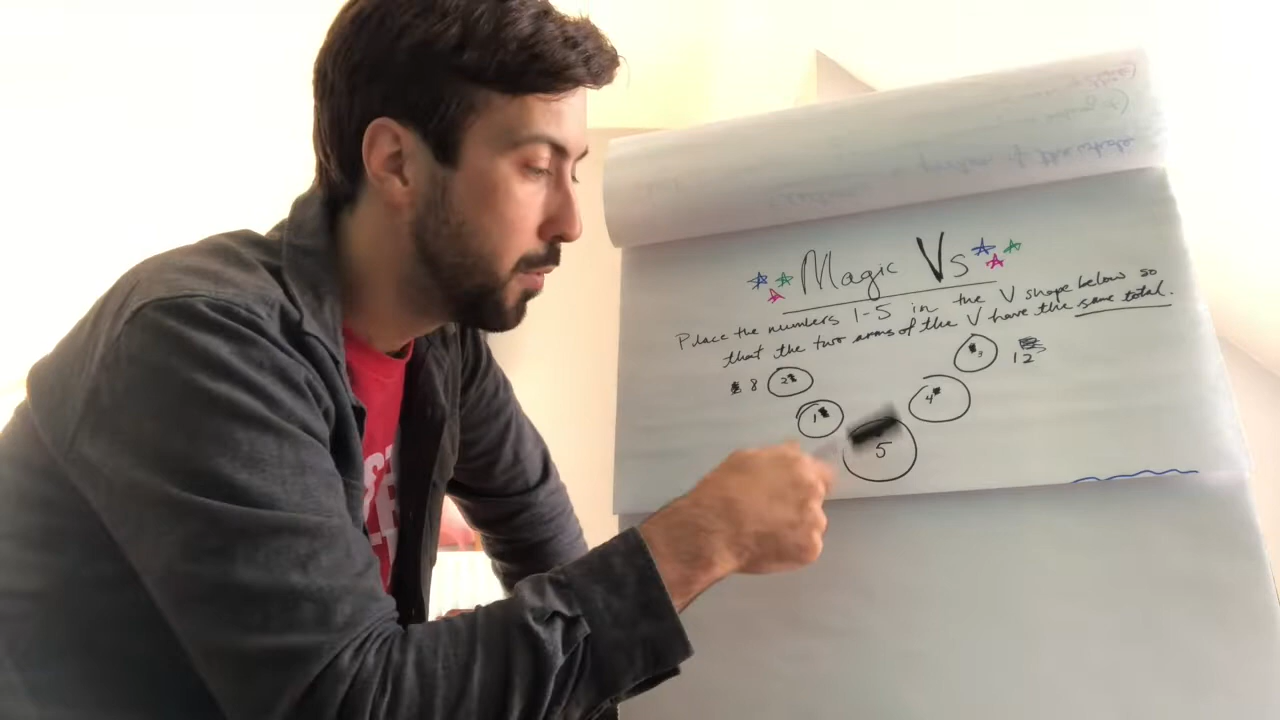 Magic Vs
Place the numbers 1-5 in the V shape below so
that the two arms of the V have the same total.
8 2 3 12
1 4
5